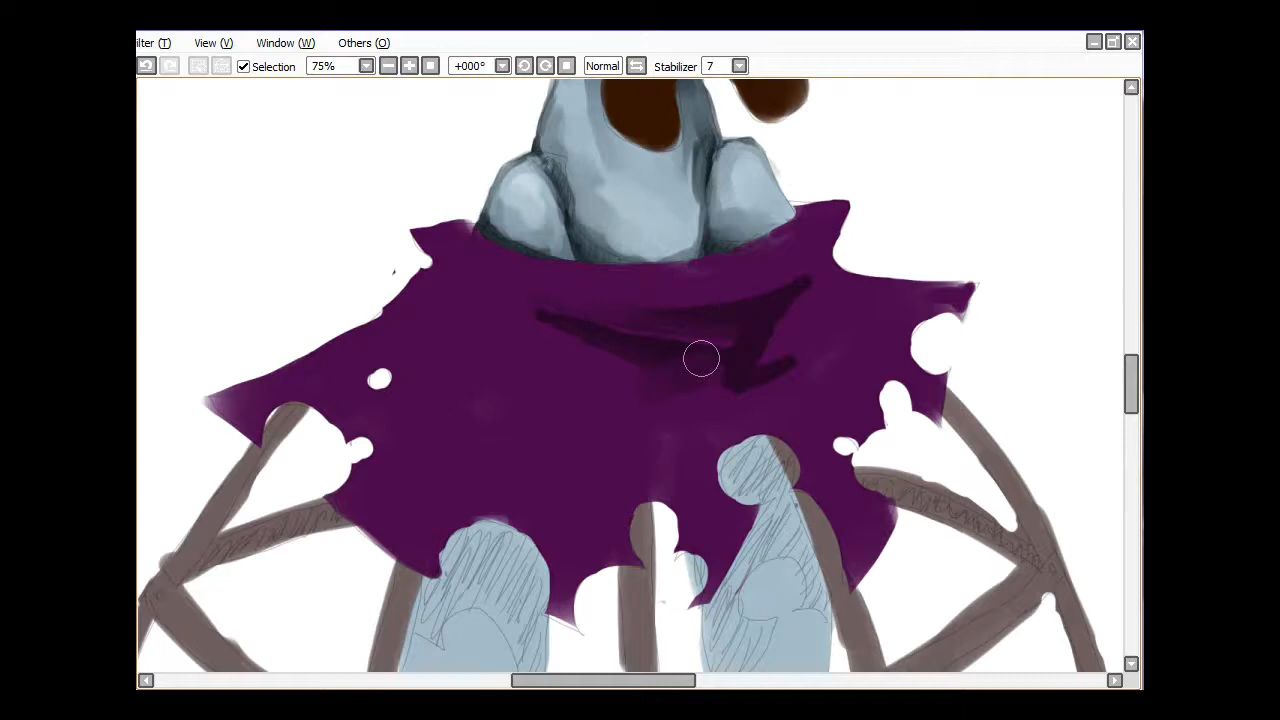 ilter (T) View (V) Window (W) Others (O)
Selection 75% +000° Normal Stabilizer 7